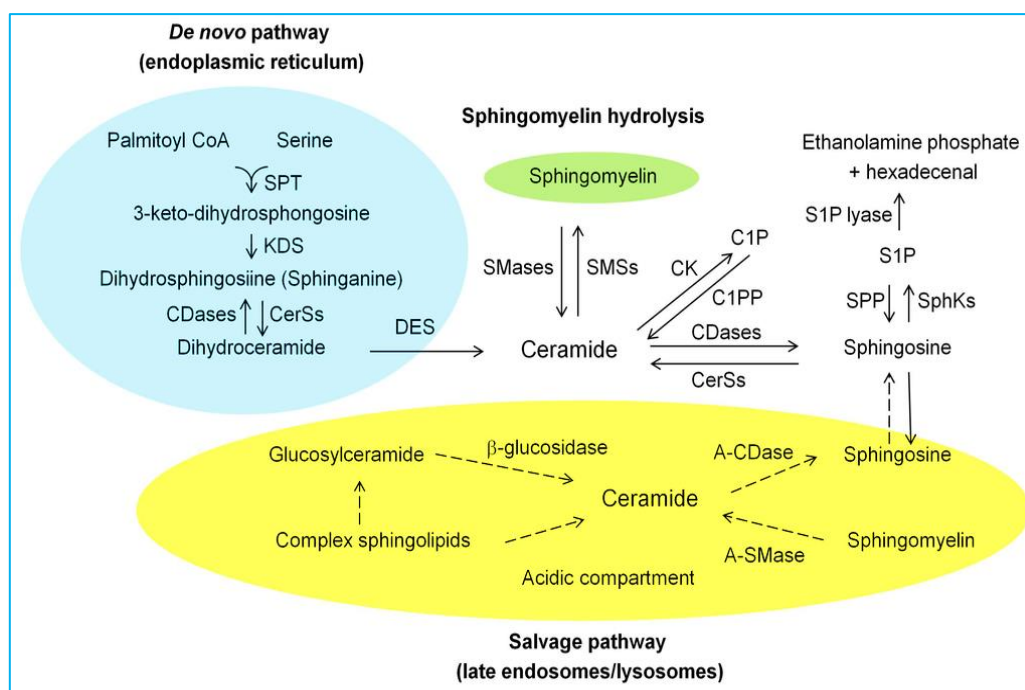 De novo pathway
(endoplasmic reticulum)
Palmitoyl CoA Serine
SPT
3-keto-dihydrosphongosine
KDS
Dihydrosphingosiine (Sphinganine)
CDases CerSs
Dihydroceramide
DES
Sphingomyelin hydrolysis
Sphingomyelin
SMases SMSs
Ceramide
CK
C1P
C1PP
CDases
CerSs
Ethanolamine phosphate
+ hexadecenal
S1P lyase
S1P
SPP SphKs
Sphingosine
Glucosylceramide
β-glucosidase
Ceramide
A-CDase
Sphingosine
Complex sphingolipids
A-SMase
Sphingomyelin
Acidic compartment
Salvage pathway
(late endosomes/lysosomes)